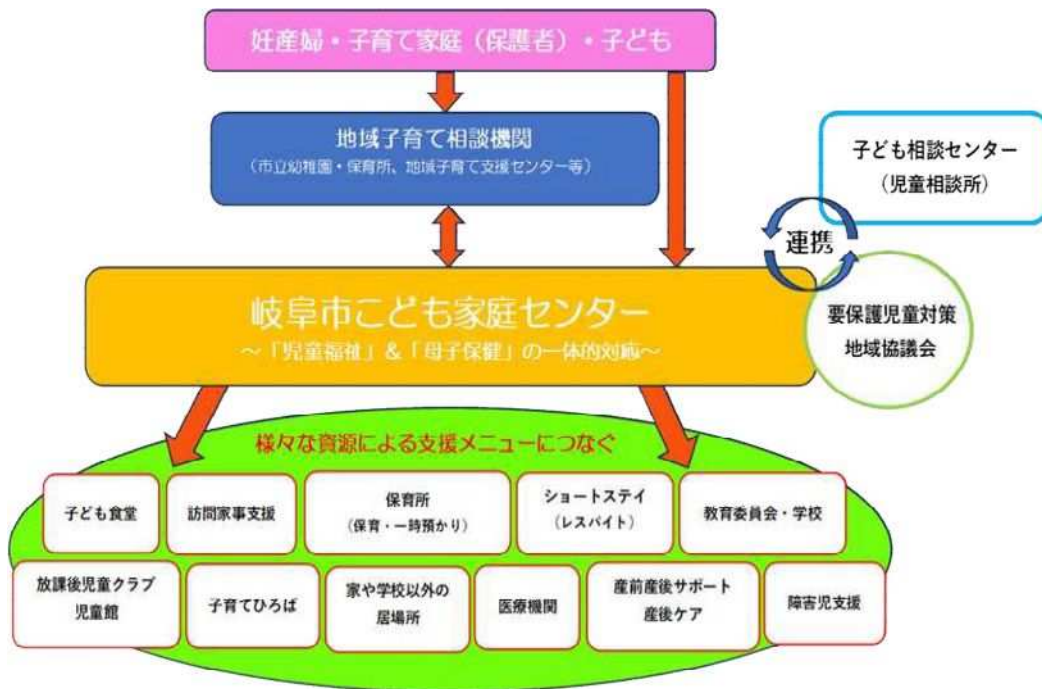 妊産婦・子育て家庭（保護者）・子ども
地域子育て相談機関
（市立幼稚園・保育所、地域子育て支援センター等）
子ども相談センター
（児童相談所）
連携
岐阜市こども家庭センター
～「児童福祉」＆「母子保健」の一体的対応～
要保護児童対策
地域協議会
様々な資源による支援メニューにつなぐ
子ども食堂
訪問家事支援
保育所
（保育・一時預かり）
ショートステイ
（レスパイト）
教育委員会・学校
放課後児童クラブ
児童館
子育てひろば
家や学校以外の
居場所
医療機関
産前産後サポート
産後ケア
障害児支援